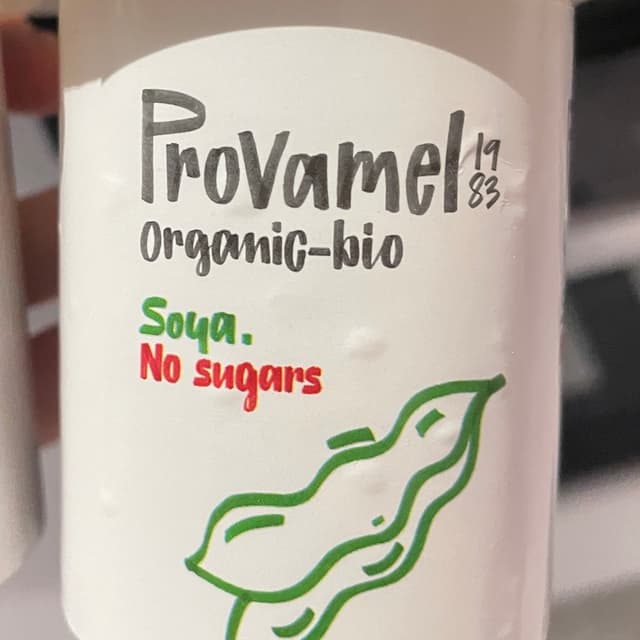 Provamel 19
83
Organic-bio
Soya.
No sugars